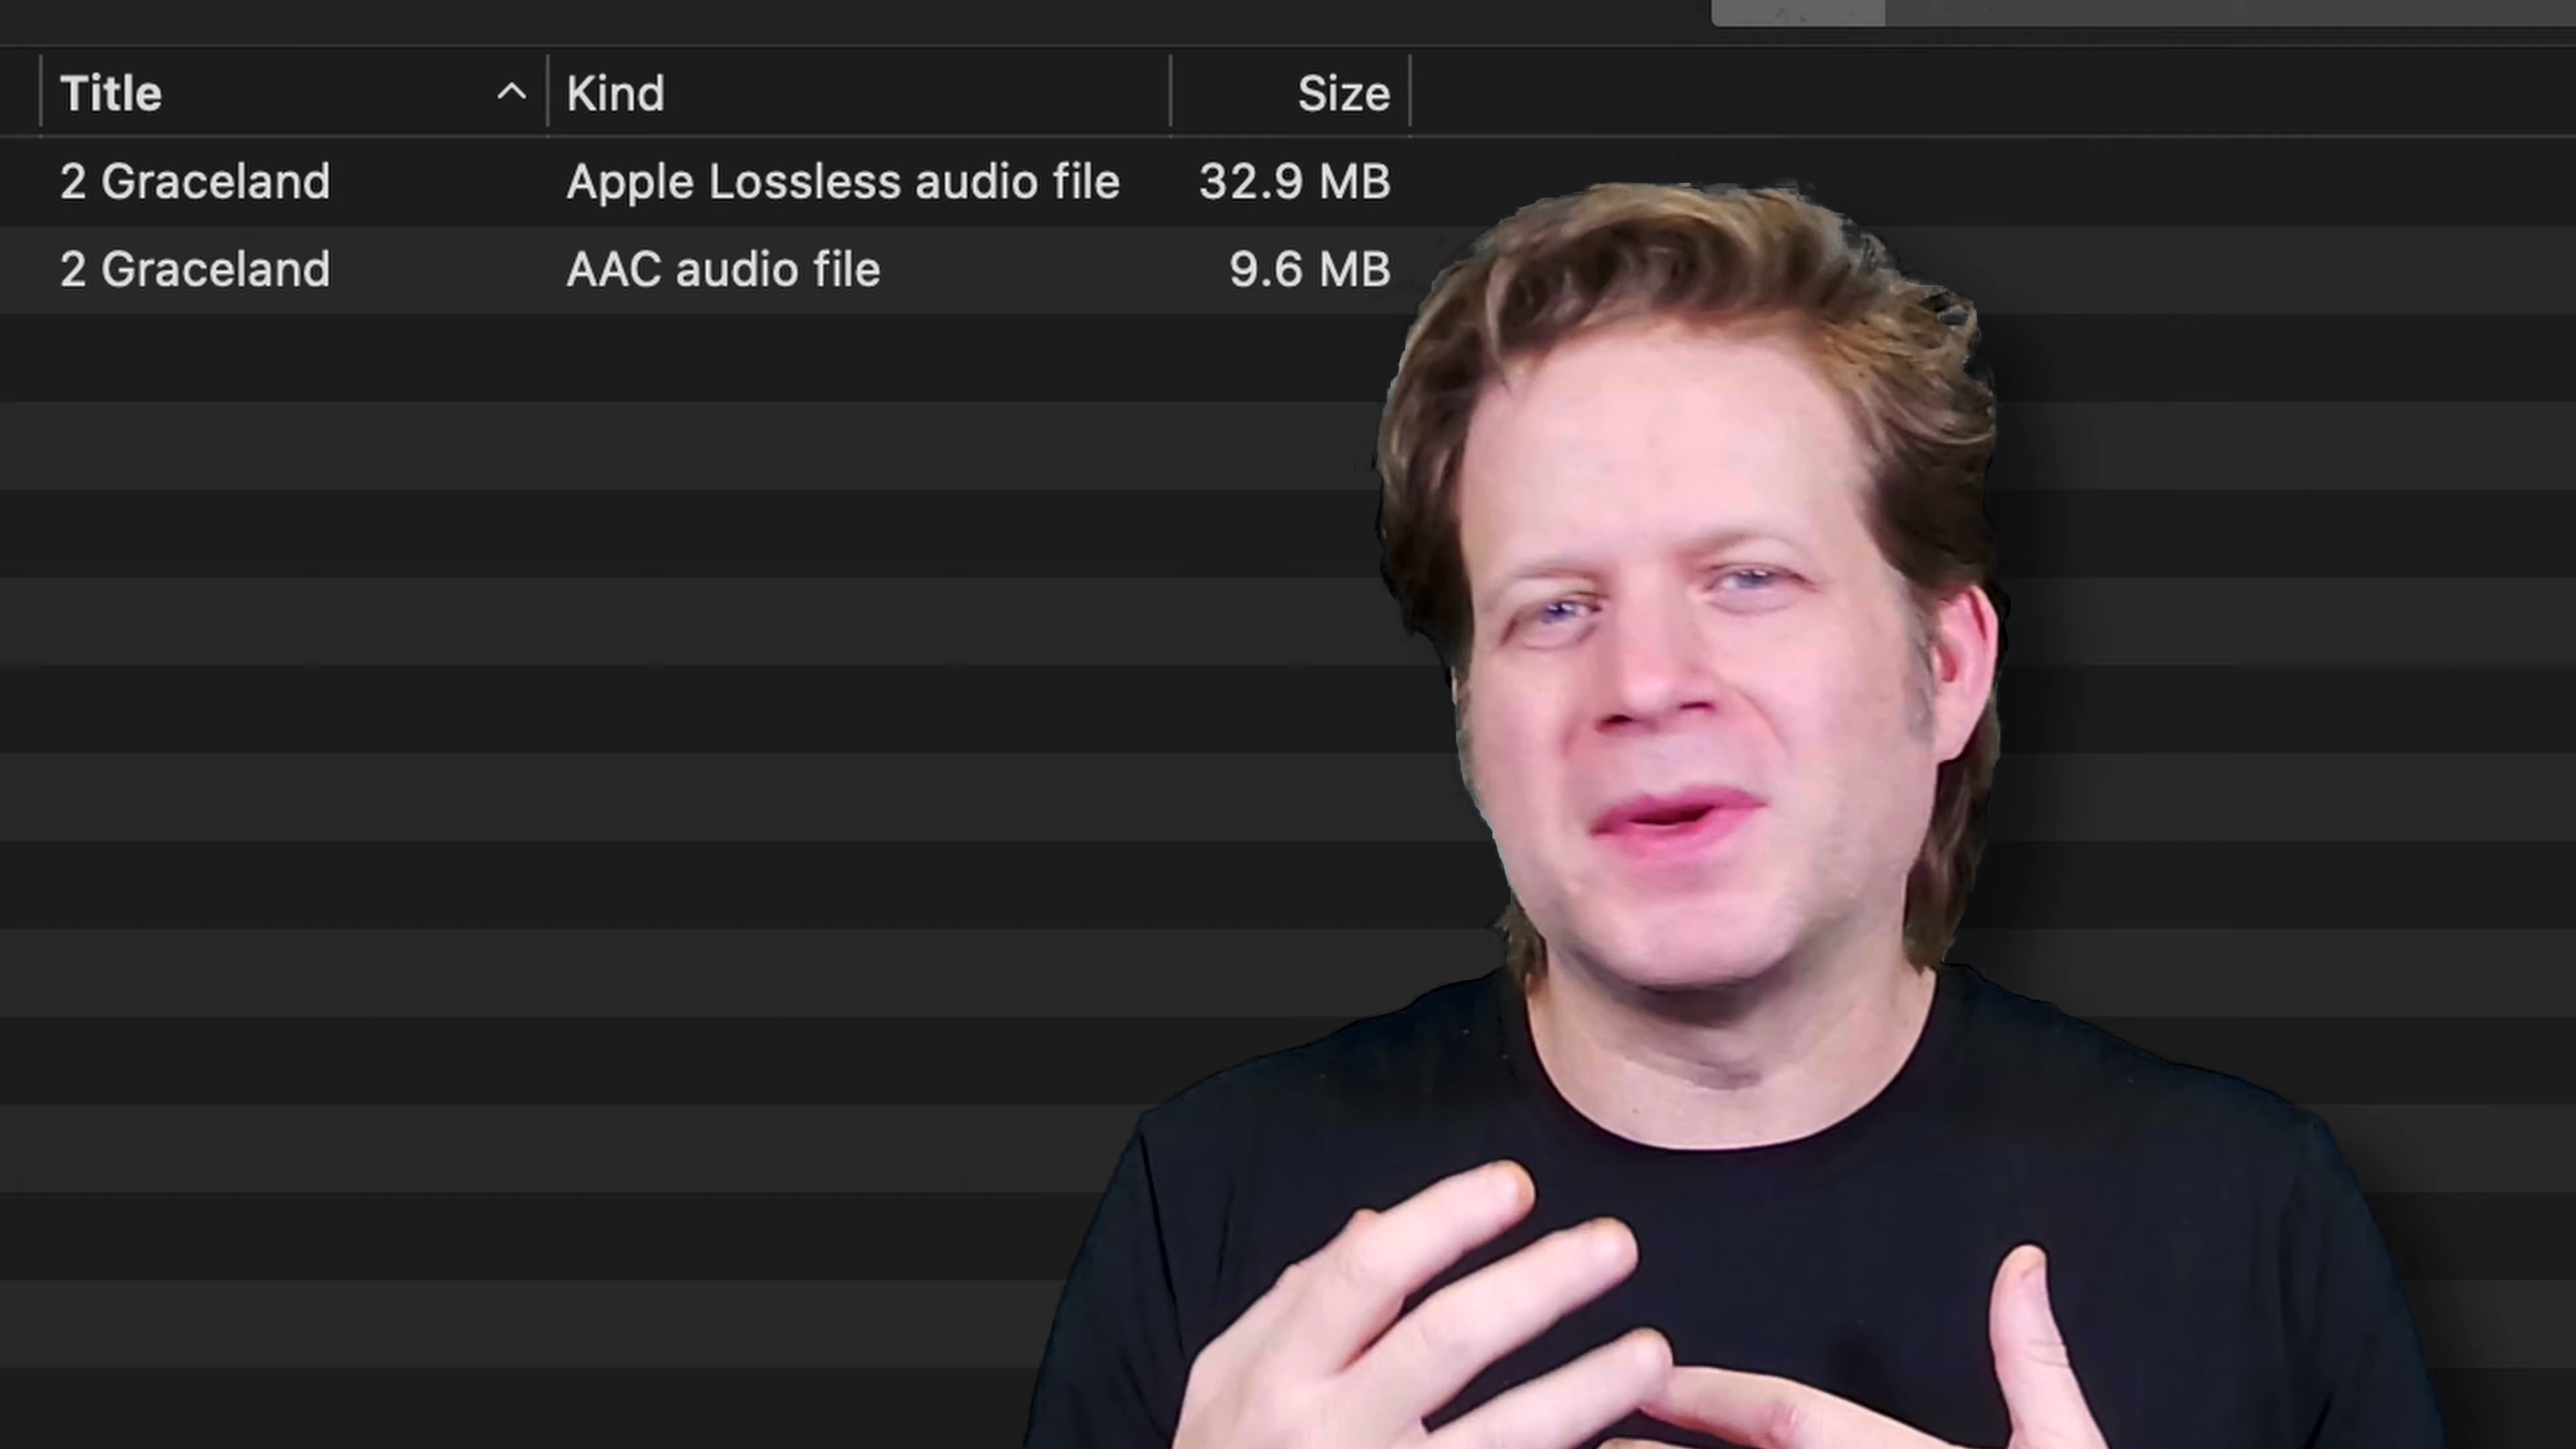 Title Kind Size
2 Graceland Apple Lossless audio file 32.9 MB
2 Graceland AAC audio file 9.6 MB